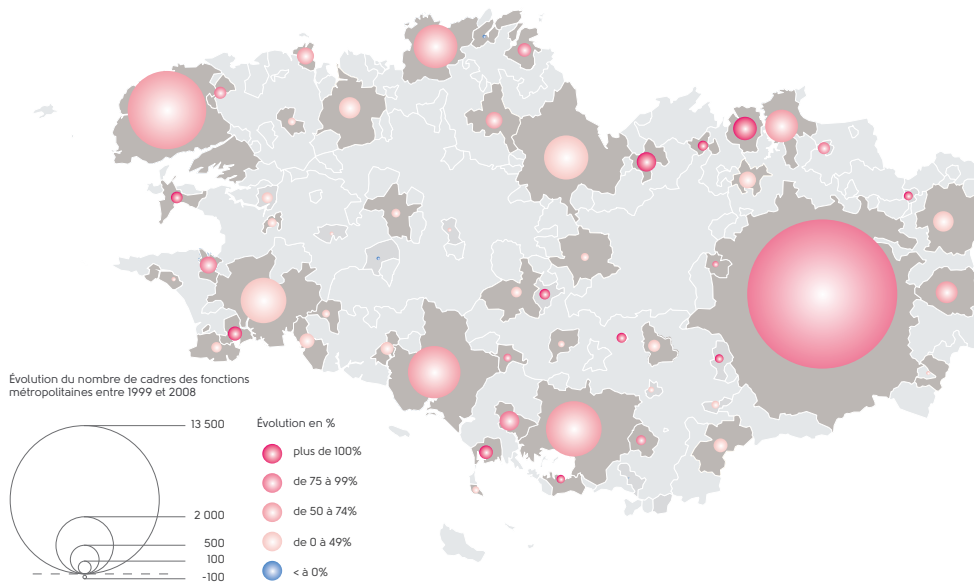 Évolution du nombre de cadres des fonctions
métropolitaines entre 1999 et 2008
13 500
2 000
500
100
-100
Évolution en %
plus de 100%
de 75 à 99%
de 50 à 74%
de 0 à 49%
< à 0%